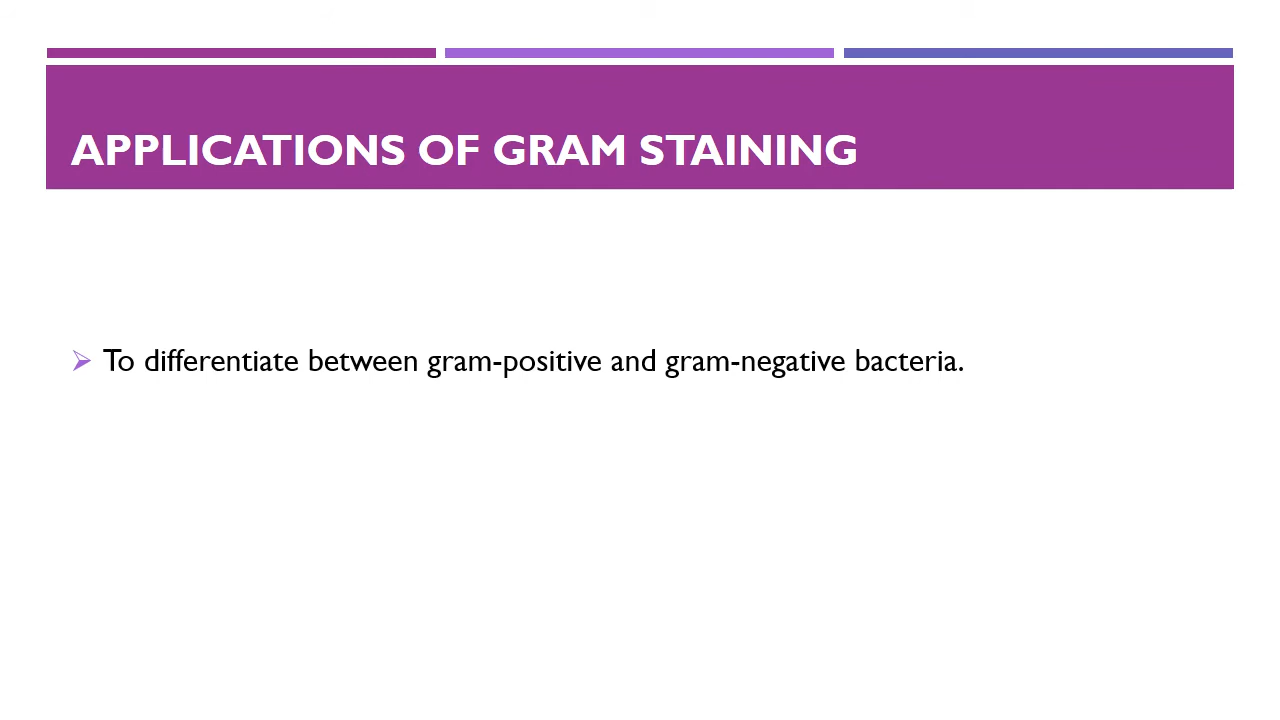 APPLICATIONS OF GRAM STAINING
To differentiate between gram-positive and gram-negative bacteria.